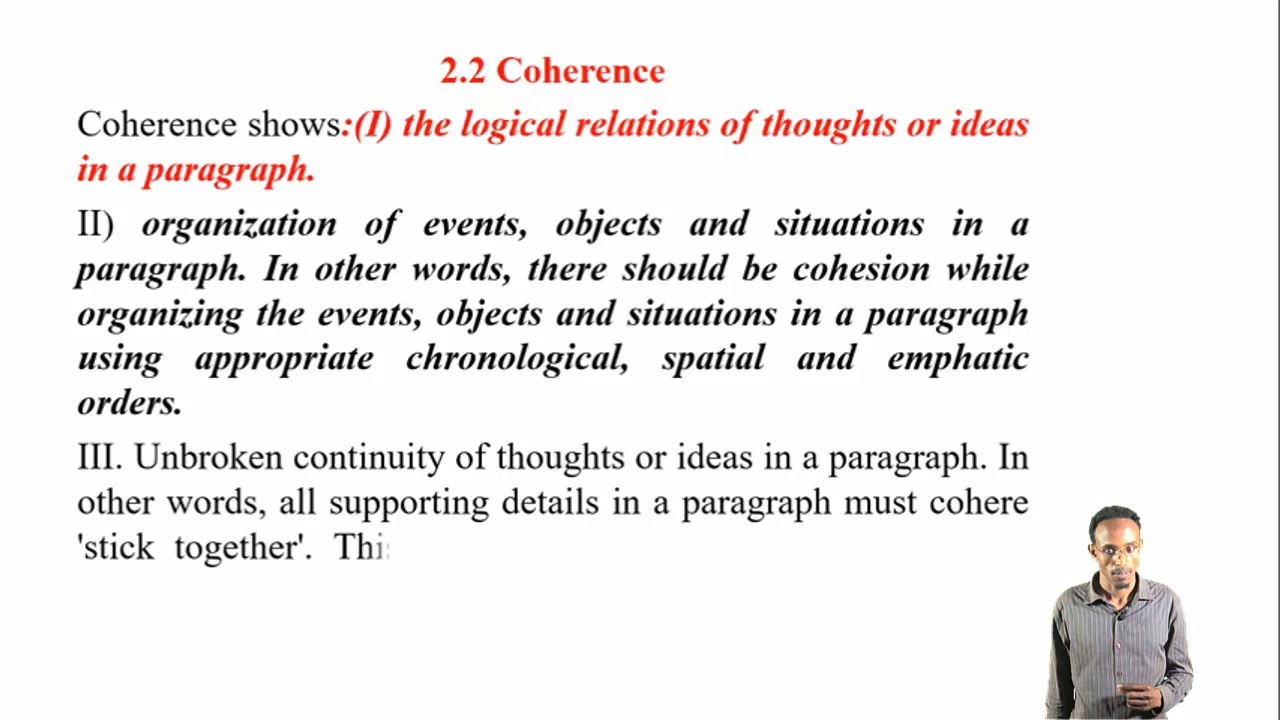 2.2 Coherence
Coherence shows:(I) the logical relations of thoughts or ideas
in a paragraph.
II) organization of events, objects and situations in a
paragraph. In other words, there should be cohesion while
organizing the events, objects and situations in a paragraph
using appropriate chronological, spatial and emphatic
orders.
III. Unbroken continuity of thoughts or ideas in a paragraph. In
other words, all supporting details in a paragraph must cohere
'stick together'. This